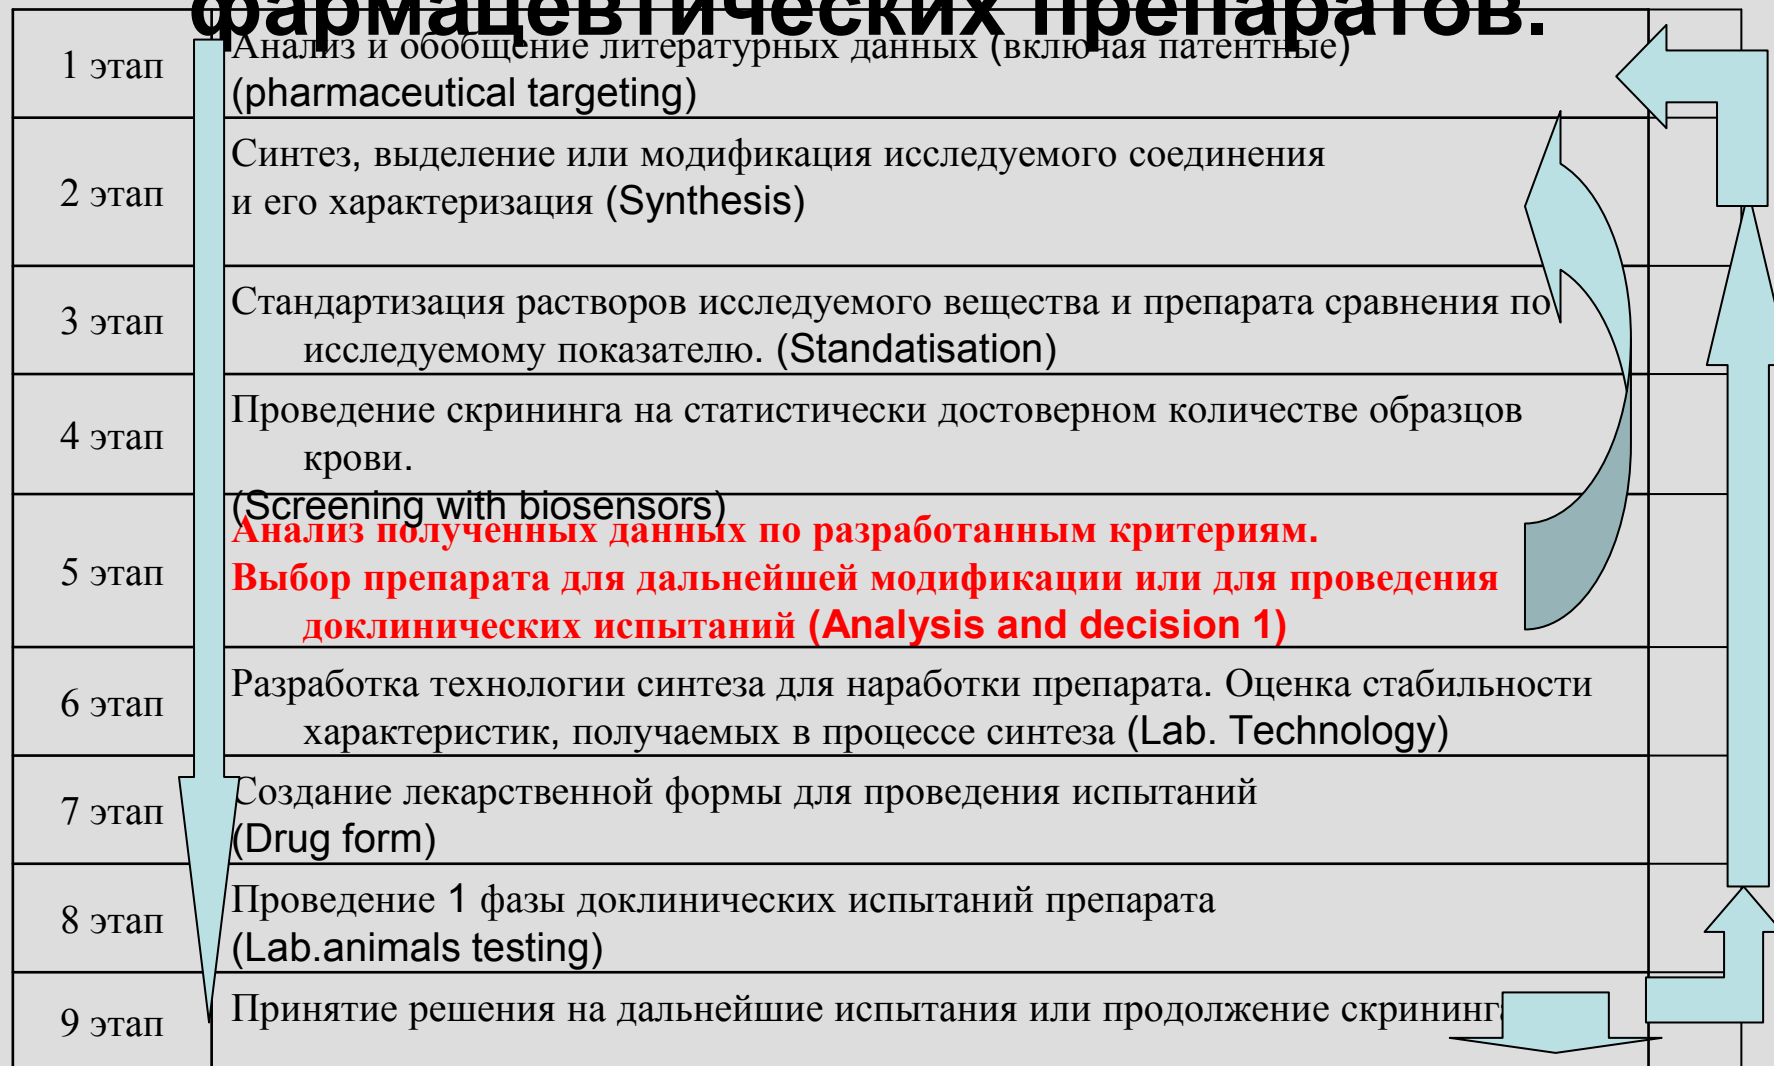 фармацевтических препаратов.
1 этап
Анализ и обобщение литературных данных (включая патентные)
(pharmaceutical targeting)
2 этап
Синтез, выделение или модификация исследуемого соединения
и его характеризация (Synthesis)
3 этап
Стандартизация растворов исследуемого вещества и препарата сравнения по
исследуемому показателю. (Standatisation)
4 этап
Проведение скрининга на статистически достоверном количестве образцов
крови.
(Screening with biosensors)
5 этап
Анализ полученных данных по разработанным критериям.
Выбор препарата для дальнейшей модификации или для проведения
доклинических испытаний (Analysis and decision 1)
6 этап
Разработка технологии синтеза для наработки препарата. Оценка стабильности
характеристик, получаемых в процессе синтеза (Lab. Technology)
7 этап
Создание лекарственной формы для проведения испытаний
(Drug form)
8 этап
Проведение 1 фазы доклинических испытаний препарата
(Lab.animals testing)
9 этап
Принятие решения на дальнейшие испытания или продолжение скрининга